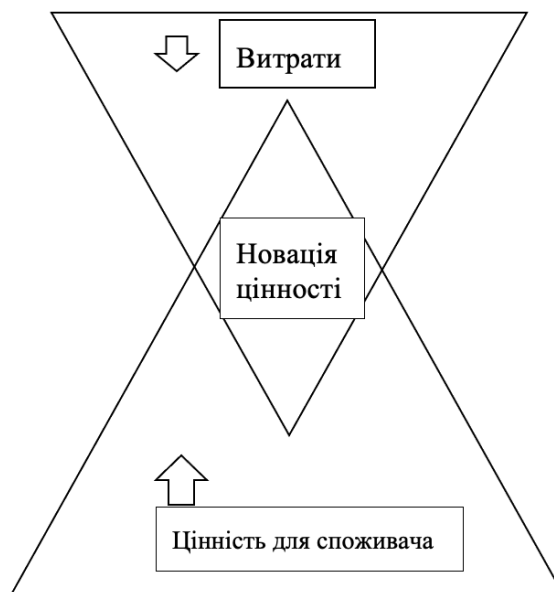 Витрати
Новація
цінності
Цінність для споживача